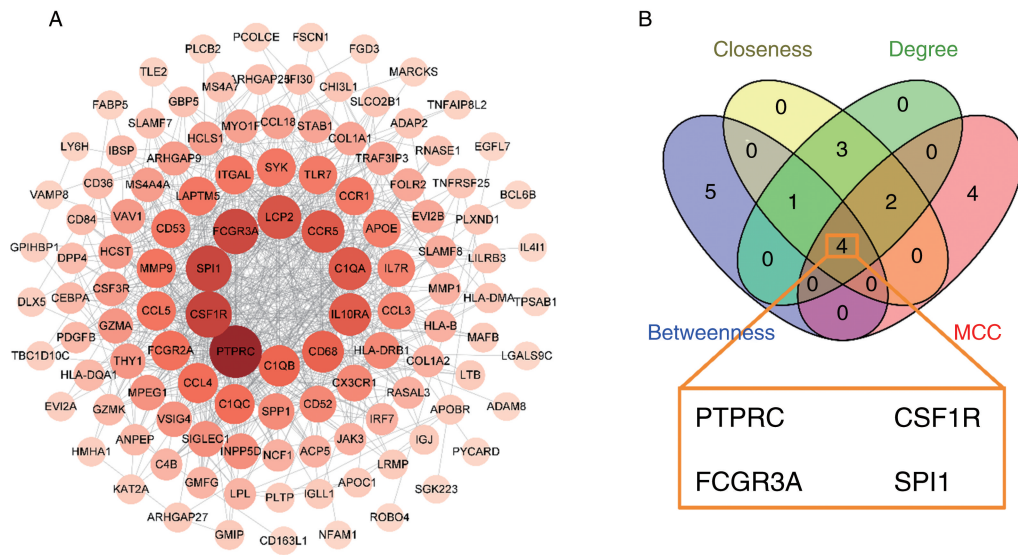 A
B
PCOLCE
FSCN1
PLCB2
FGD3
TLE2
MS4A7
ARHGAP25
IFI30
CHI3L1
MARCKS
FABP5
GBP5
SLCO2B1
TNFAIP8L2
SLAMF7
MYO1F
CCL18
STAB1
COL1A1
ADAP2
LY6H
IBSP
HCLS1
TRAF3IP3
RNASE1
EGFL7
ARHGAP9
ITGAL
SYK
TLR7
VAMP8
CD36
MS4A4A
LAPTM5
CCR1
FOLR2
TNFRSF25
BCL6B
CD84
VAV1
CD53
FCGR3A
LCP2
CCR5
APOE
EVI2B
PLXND1
GPIHBP1
DPP4
HCST
MMP9
SPI1
C1QA
IL7R
SLAMF8
LILRB3
IL4I1
DLX5
CEBPA
CSF3R
CCL5
CSF1R
IL10RA
CCL3
MMP1
HLA-DMA
TPSAB1
PDGFB
GZMA
HLA-B
MAFB
TBC1D10C
THY1
FCGR2A
PTPRC
C1QB
CD68
HLA-DRB1
COL1A2
LGALS9C
HLA-DQA1
MPEG1
CCL4
C1QC
SPP1
CD52
CX3CR1
RASAL3
LTB
EVI2A
GZMK
VSIG4
IRF7
APOBR
ADAM8
HMHA1
ANPEP
SIGLEC1
INPP5D
NCF1
ACP5
JAK3
IGJ
PYCARD
KAT2A
C4B
GMFG
LPL
PLTP
IGLL1
APOC1
LRMP
SGK223
ARHGAP27
GMIP
CD163L1
NFAM1
ROBO4
Closeness
Degree
0
0
0
3
0
5
1
2
4
4
0
0
0
0
0
Betweenness
MCC
PTPRC
CSF1R
FCGR3A
SPI1